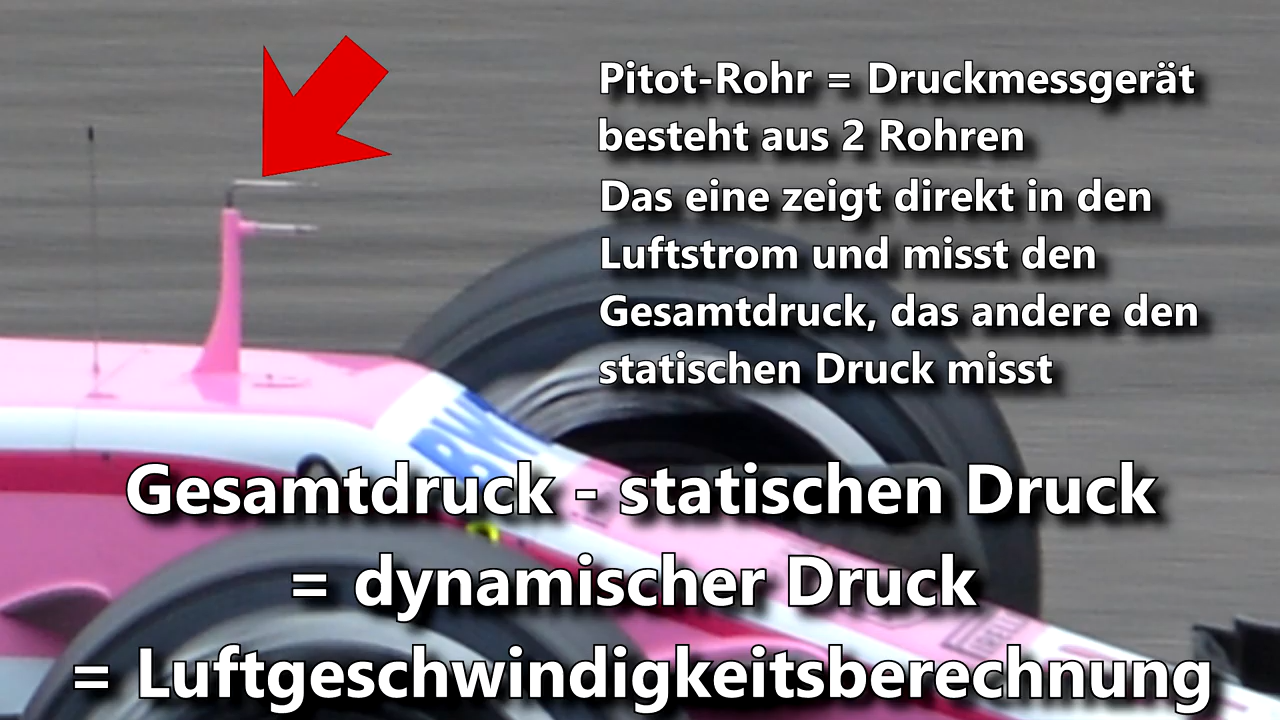 Pitot-Rohr = Druckmessgerät
besteht aus 2 Rohren
Das eine zeigt direkt in den
Luftstrom und misst den
Gesamtdruck, das andere den
statischen Druck misst
BWT
Gesamtdruck - statischen Druck
= dynamischer Druck
= Luftgeschwindigkeitsberechnung